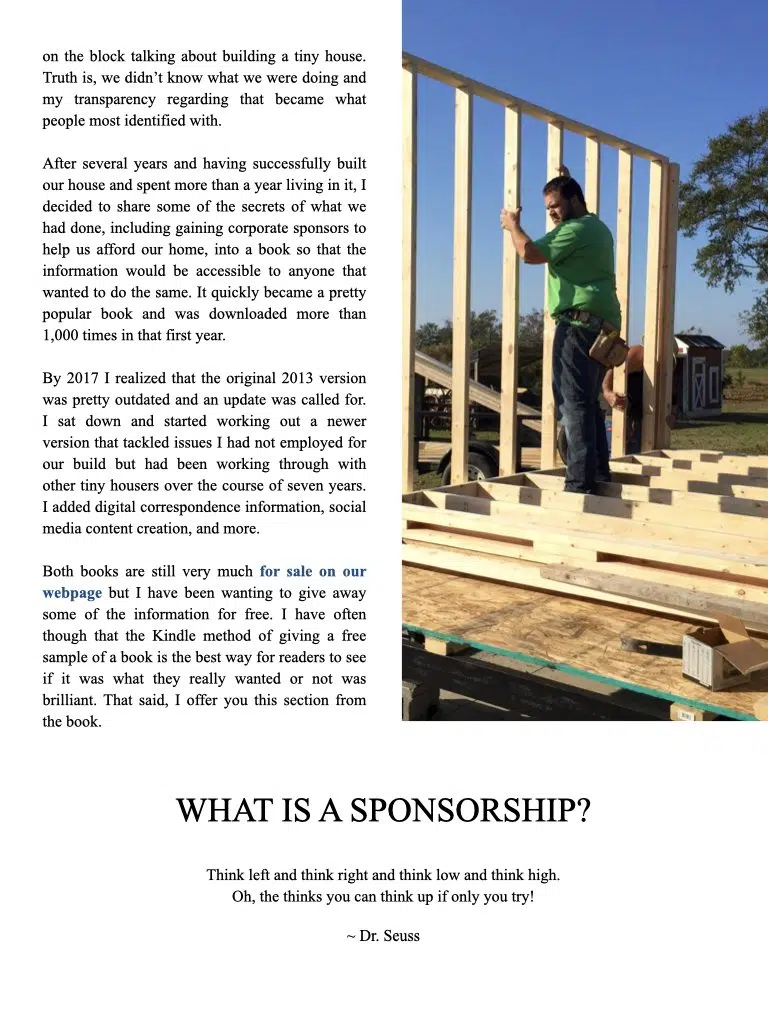 on the block talking about building a tiny house.
Truth is, we didn’t know what we were doing and
my transparency regarding that became what
people most identified with.
After several years and having successfully built
our house and spent more than a year living in it, I
decided to share some of the secrets of what we
had done, including gaining corporate sponsors to
help us afford our home, into a book so that the
information would be accessible to anyone that
wanted to do the same. It quickly became a pretty
popular book and was downloaded more than
1,000 times in that first year.
By 2017 I realized that the original 2013 version
was pretty outdated and an update was called for.
I sat down and started working out a newer
version that tackled issues I had not employed for
our build but had been working through with
other tiny housers over the course of seven years.
I added digital correspondence information, social
media content creation, and more.
Both books are still very much for sale on our
webpage but I have been wanting to give away
some of the information for free. I have often
though that the Kindle method of giving a free
sample of a book is the best way for readers to see
if it was what they really wanted or not was
brilliant. That said, I offer you this section from
the book.
WHAT IS A SPONSORSHIP?
Think left and think right and think low and think high.
Oh, the thinks you can think up if only you try!
~ Dr. Seuss